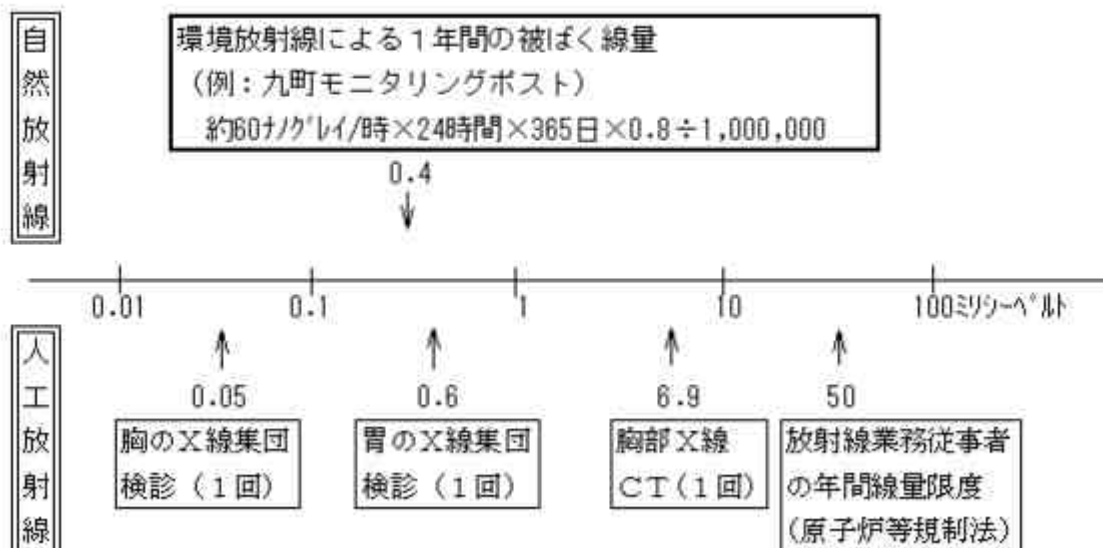 自然放射線
環境放射線による1年間の被ばく線量
(例：九町モニタリングポスト)
約60ナノグレイ/時×24時間×365日×0.8÷1,000,000
0.4
0.01 0.1 1 10 100ミリシーベルト
人工放射線
0.05 0.6 6.9 50
胸のX線集団
検診(1回)
胃のX線集団
検診(1回)
胸部X線
CT(1回)
放射線業務従事者
の年間線量限度
(原子炉等規制法)